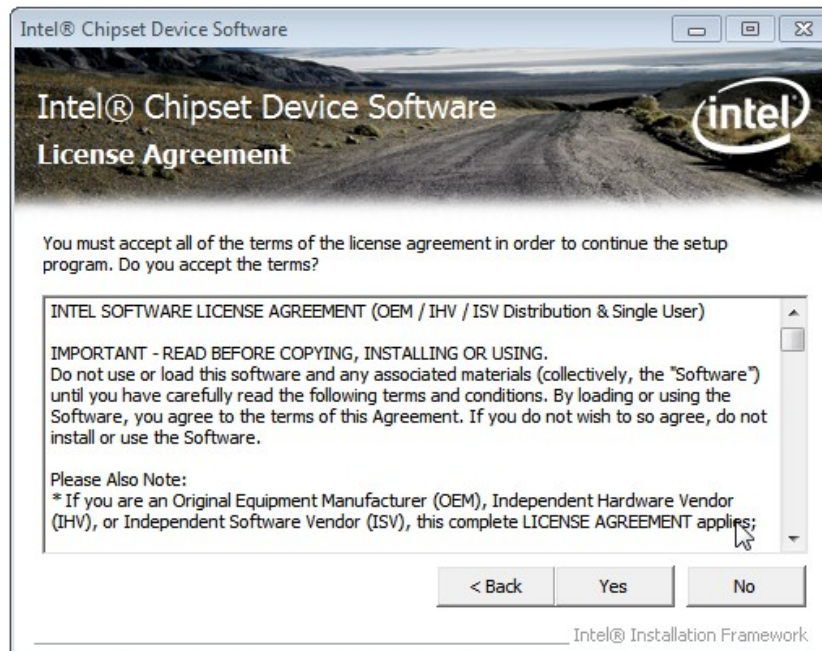 Intel® Chipset Device Software
Intel® Chipset Device Software
intel
License Agreement
You must accept all of the terms of the license agreement in order to continue the setup
program. Do you accept the terms?
INTEL SOFTWARE LICENSE AGREEMENT (OEM / IHV / ISV Distribution & Single User)
IMPORTANT - READ BEFORE COPYING, INSTALLING OR USING.
Do not use or load this software and any associated materials (collectively, the "Software")
until you have carefully read the following terms and conditions. By loading or using the
Software, you agree to the terms of this Agreement. If you do not wish to so agree, do not
install or use the Software.
Please Also Note:
* If you are an Original Equipment Manufacturer (OEM), Independent Hardware Vendor
(IHV), or Independent Software Vendor (ISV), this complete LICENSE AGREEMENT applies;
< Back Yes No
Intel® Installation Framework